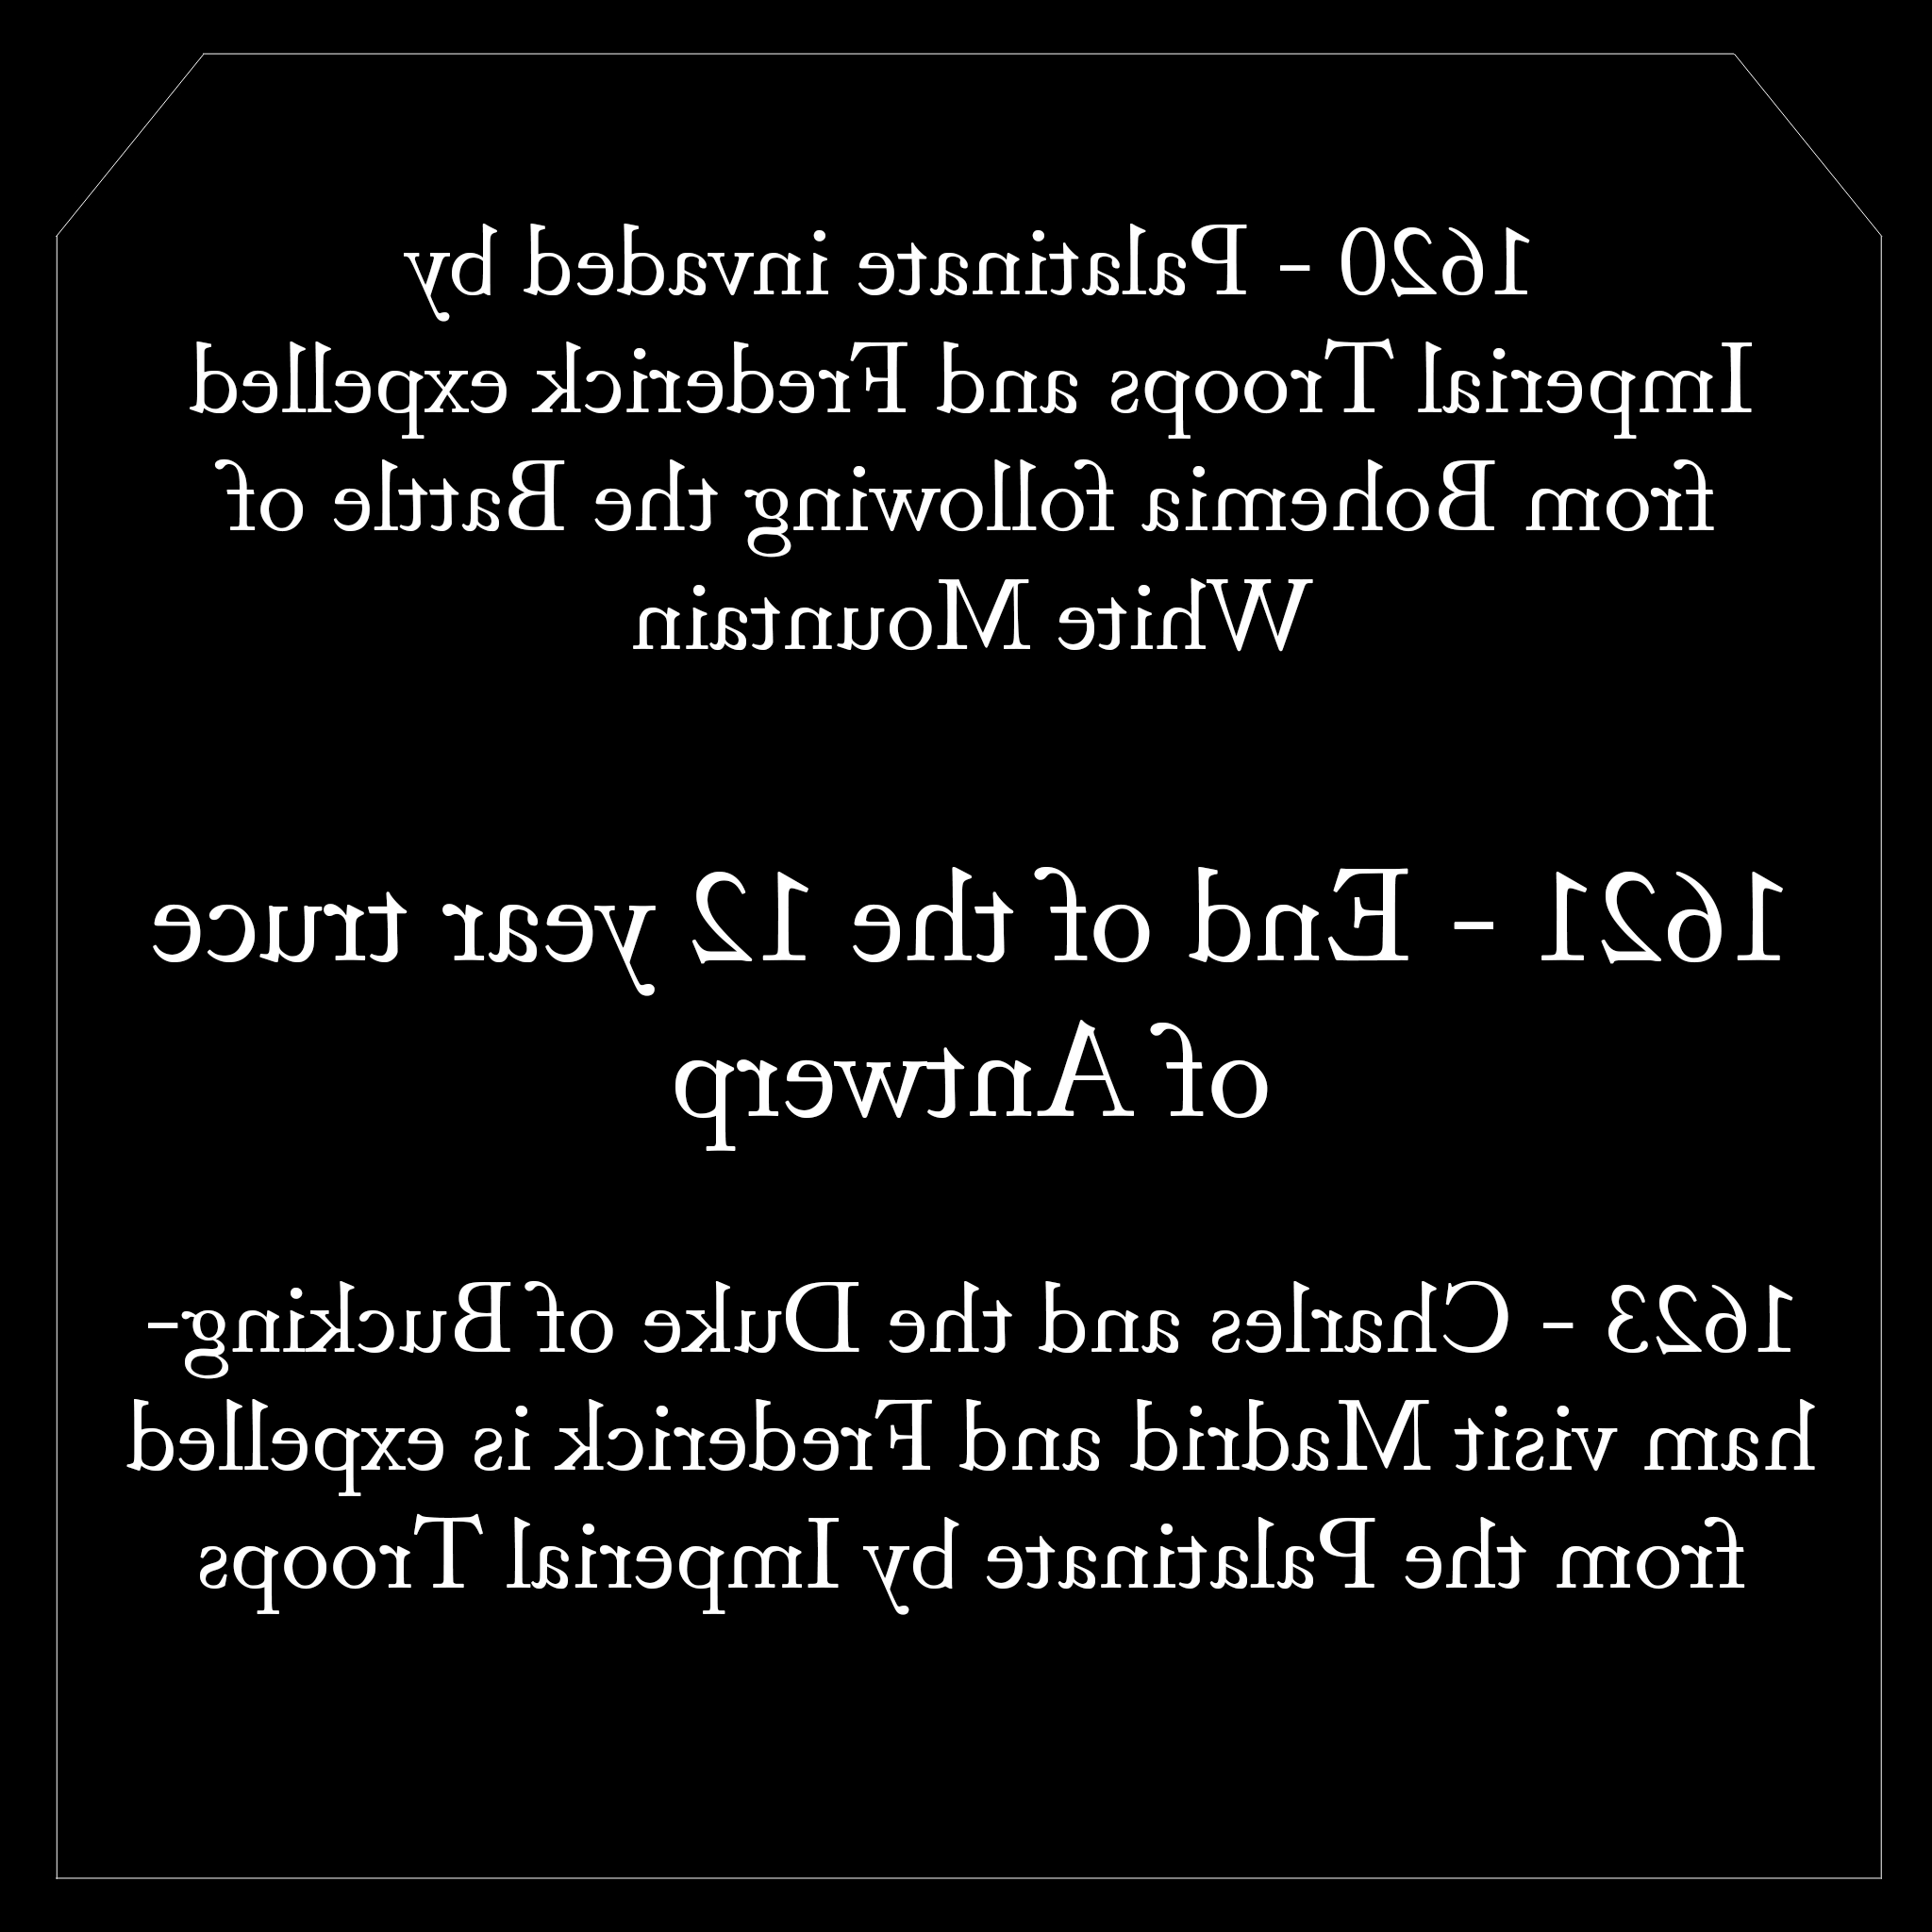 1620 - Palatinate invaded by
Imperial Troops and Frederick expelled
from Bohemia following the Battle of
White Mountain
1621 - End of the 12 year truce
of Antwerp
1623 - Charles and the Duke of Bucking-
ham visit Madrid and Frederick is expelled
from the Palatinate by Imperial Troops